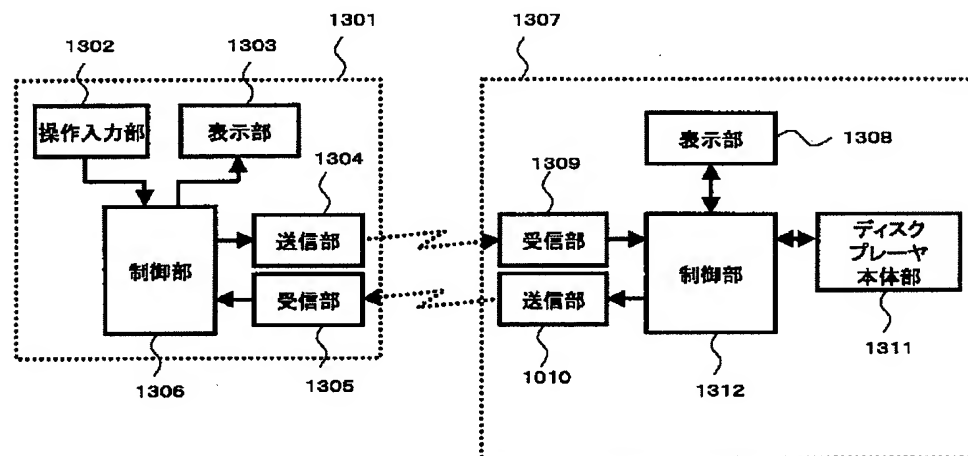 1301
1307
1302
1303
操作入力部
表示部
1304
送信部
制御部
受信部
1306
1305
表示部
1308
1309
受信部
制御部
ディスク
プレーヤ
本体部
送信部
1010
1312
1311